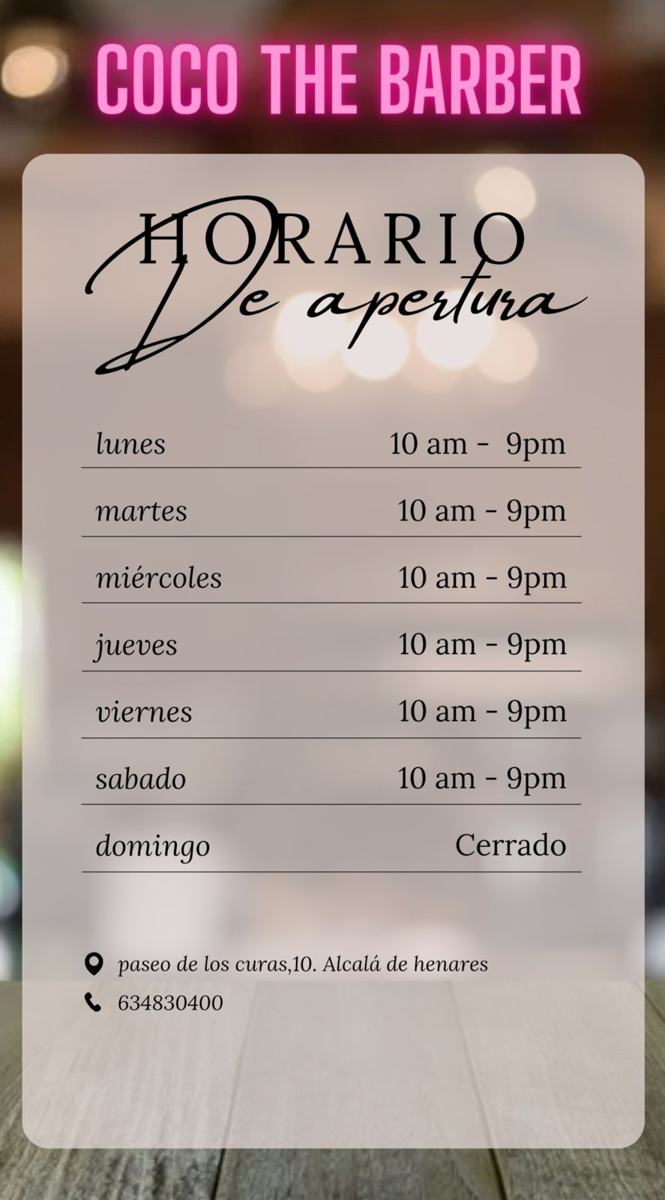 COCO THE BARBER
HORARIO
De apertura
lunes 10 am - 9pm
martes 10 am - 9pm
miércoles 10 am - 9pm
jueves 10 am - 9pm
viernes 10 am - 9pm
sabado 10 am - 9pm
domingo Cerrado
paseo de los curas,10. Alcalá de henares
634830400